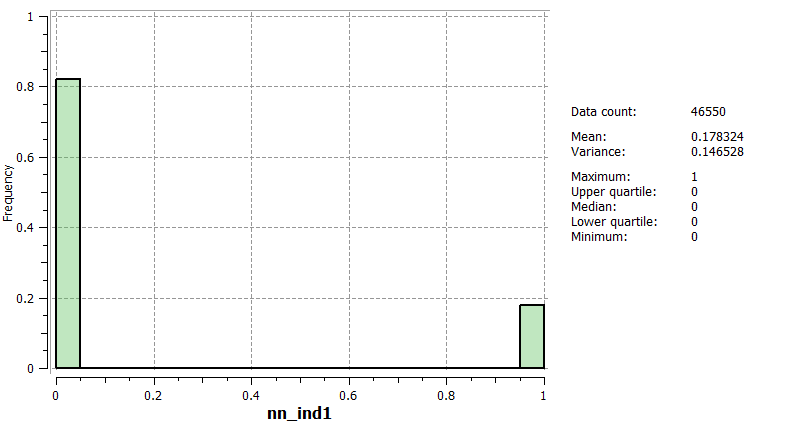 1
0.8
0.6
0.4
0.2
0
Frequency
0 0.2 0.4 0.6 0.8 1
nn_ind1
Data count: 46550
Mean: 0.178324
Variance: 0.146528
Maximum: 1
Upper quartile: 0
Median: 0
Lower quartile: 0
Minimum: 0